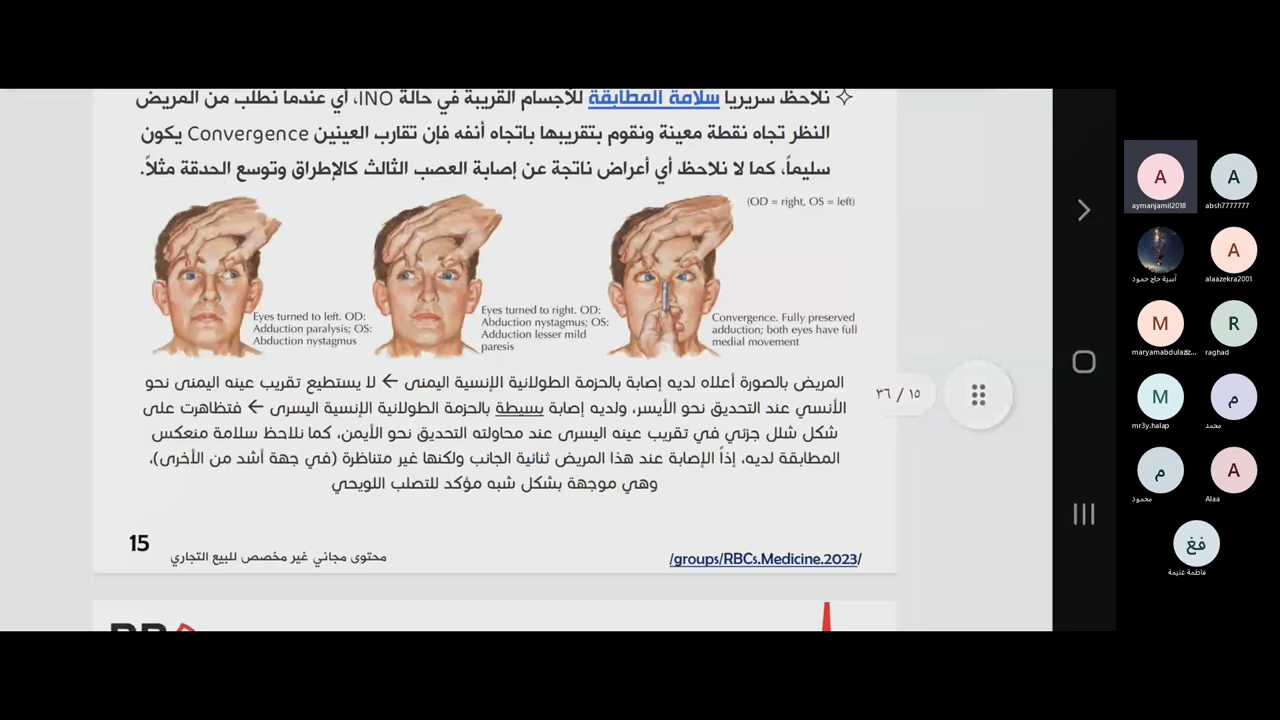 ✧ نلاحظ سريرياً سلامة المطابقة للأجسام القريبة في حالة INO، أي عندما نطلب من المريض
النظر تجاه نقطة معينة ونقوم بتقريبها باتجاه أنفه فإن تقارب العينين Convergence يكون
سليماً، كما لا نلاحظ أي أعراض ناتجة عن إصابة العصب الثالث كالإطراق وتوسع الحدقة مثلاً.
(OD = right, OS = left)
Eyes turned to left. OD:
Adduction paralysis; OS:
Abduction nystagmus
Eyes turned to right. OD:
Abduction nystagmus; OS:
Adduction lesser mild
paresis
Convergence. Fully preserved
adduction; both eyes have full
medial movement
المريض بالصورة أعلاه لديه إصابة بالحزمة الطولانية الإنسية اليمنى ← لا يستطيع تقريب عينه اليمنى نحو
الأنسي عند التحديق نحو الأيسر، ولديه إصابة بسيطة بالحزمة الطولانية الإنسية اليسرى ← فتظاهرت على
شكل شلل جزئي في تقريب عينه اليسرى عند محاولته التحديق نحو الأيمن، كما نلاحظ سلامة منعكس
المطابقة لديه، إذاً الإصابة عند هذا المريض ثنائية الجانب ولكنها غير متناظرة (في جهة أشد من الأخرى)،
وهي موجهة بشكل شبه مؤكد للتصلب اللويحي
15
محتوى مجاني غير مخصص للبيع التجاري
/groups/RBCs.Medicine.2023/
١٥ / ٣٦
A
aymanjamil2018
A
absh7777777
آسية حاج حمود
A
alaazekra2001
M
maryamabdulaziz...
R
raghad
M
mr3y.halap
م
محمد
م
محمود
A
Alaa
فغ
فاطمة غنيمة